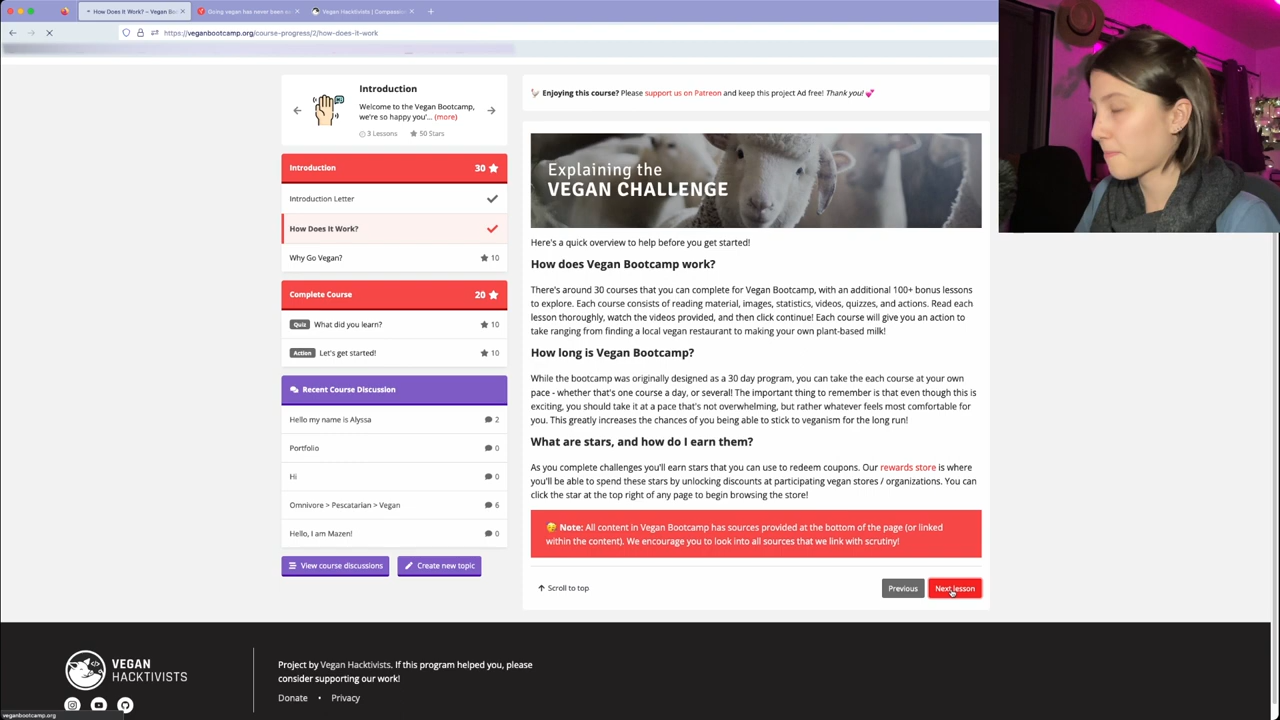 How Does It Work? – Vegan Boo
Going vegan has never been e
Vegan Hacktivists | Compassio
https://veganbootcamp.org/course-progress/2/how-does-it-work
Introduction
Welcome to the Vegan Bootcamp,
we're so happy you'... (more)
3 Lessons 50 Stars
Introduction 30
Introduction Letter
How Does It Work?
Why Go Vegan? 10
Complete Course 20
Quiz What did you learn? 10
Action Let's get started! 10
Recent Course Discussion
Hello my name is Alyssa 2
Portfolio 0
Hi 0
Omnivore > Pescatarian > Vegan 6
Hello, I am Mazen! 0
View course discussions Create new topic
Enjoying this course? Please support us on Patreon and keep this project Ad free! Thank you!
Explaining the
VEGAN CHALLENGE
Here's a quick overview to help before you get started!
How does Vegan Bootcamp work?
There's around 30 courses that you can complete for Vegan Bootcamp, with an additional 100+ bonus lessons
to explore. Each course consists of reading material, images, statistics, videos, quizzes, and actions. Read each
lesson thoroughly, watch the videos provided, and then click continue! Each course will give you an action to
take ranging from finding a local vegan restaurant to making your own plant-based milk!
How long is Vegan Bootcamp?
While the bootcamp was originally designed as a 30 day program, you can take the each course at your own
pace - whether that's one course a day, or several! The important thing to remember is that even though this is
exciting, you should take it at a pace that's not overwhelming, but rather whatever feels most comfortable for
you. This greatly increases the chances of you being able to stick to veganism for the long run!
What are stars, and how do I earn them?
As you complete challenges you'll earn stars that you can use to redeem coupons. Our rewards store is where
you'll be able to spend these stars by unlocking discounts at participating vegan stores / organizations. You can
click the star at the top right of any page to begin browsing the store!
Note: All content in Vegan Bootcamp has sources provided at the bottom of the page (or linked
within the content). We encourage you to look into all sources that we link with scrutiny!
Scroll to top
Previous Next lesson
VEGAN
HACKTIVISTS
Project by Vegan Hacktivists. If this program helped you, please
consider supporting our work!
Donate • Privacy
veganbootcamp.org